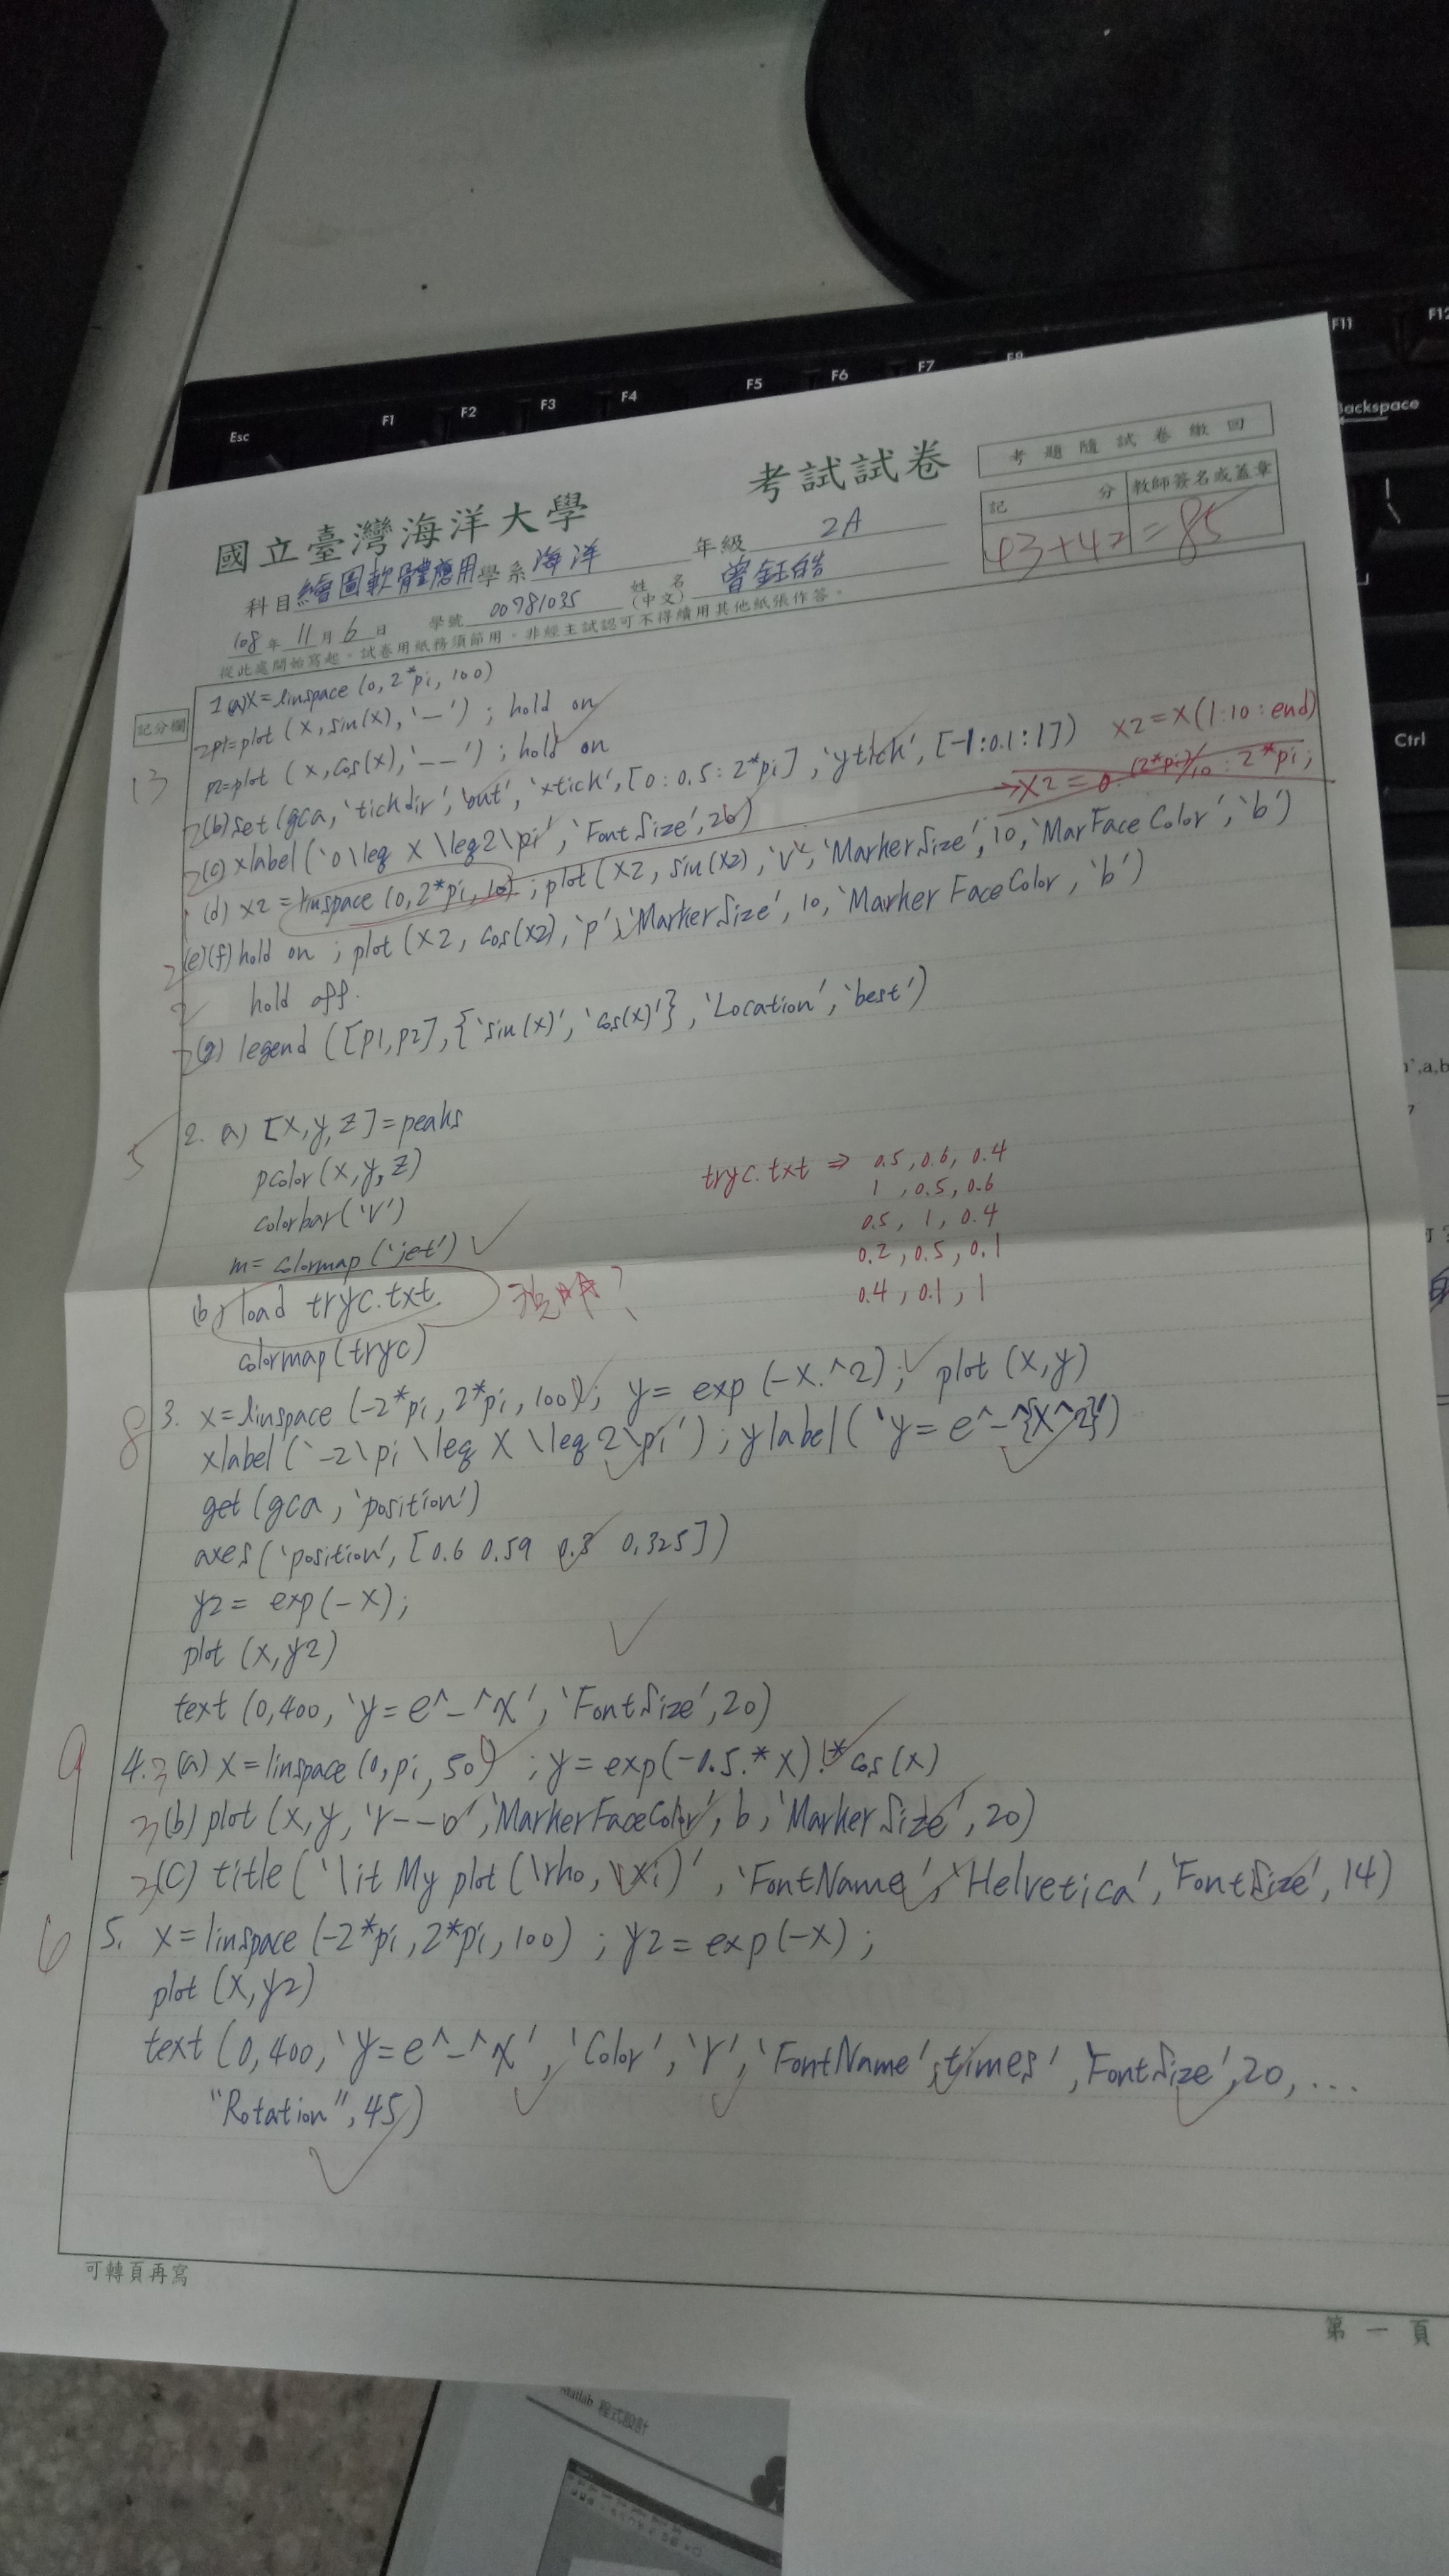 Esc F1 F2 F3 F4 F5 F6 F7 F8 F11 F12
Backspace
Ctrl
國立臺灣海洋大學 考試試卷
考題隨試卷繳回
記分 教師簽名或蓋章
43+42=85
科目 繪圖軟體應用 學系 海洋 年級 2A
108年 11月 6日 學號 00781035 姓名(中文) 曾鈺皓
從此處開始寫起。試卷用紙務須節用。非經主試認可不得續用其他紙張作答。
記分欄
13
1(a)x=linspace(0,2*pi,100)
2 p1=plot(x,sin(x),'—'); hold on
p2=plot(x,cos(x),'——'); hold on
2(b) set(gca,'tickdir','out','xtick',[0:0.5:2*pi],'ytick',[-1:0.1:1]) x2=x(1:10:end)
→x2=0:(2*pi)/10:2*pi;
2(c) xlabel('0\leq x \leq2\pi','FontSize',26)
1(d) x2=linspace(0,2*pi,10);plot(x2,sin(x2),'v','MarkerSize',10,'MarFaceColor','b')
2(e)(f) hold on; plot(x2,cos(x2),'p','MarkerSize',10,'MarkerFaceColor,'b')
2 hold off.
2(g) legend([p1,p2],{'sin(x)','cos(x)'},'Location','best')
5
2. a) [x,y,z]=peaks
pcolor(x,y,z)
colorbar('v')
m=colormap('jet')
(b) load tryc.txt. 說明?
colormap(tryc)
tryc.txt ⇒ 0.5, 0.6, 0.4
1, 0.5, 0.6
0.5, 1, 0.4
0.2, 0.5, 0.1
0.4, 0.1, 1
8
3. x=linspace(-2*pi,2*pi,100); y=exp(-x.^2); plot(x,y)
xlabel('-2\pi \leq x \leq 2\pi'); ylabel('y=e^-^{x^2}')
get(gca,'position')
axes('position',[0.6 0.59 0.3 0.325])
y2=exp(-x);
plot(x,y2)
text(0,400,'y=e^-^x','FontSize',20)
9
4. 3(a) x=linspace(0,pi,50); y=exp(-0.5.*x).*cos(x)
3(b) plot(x,y,'r--o','MarkerFaceColor',b,'MarkerSize',20)
3(c) title('\it My plot(\rho,\xi)','FontName','Helvetica','FontSize',14)
6
5. x=linspace(-2*pi,2*pi,100); y2=exp(-x);
plot(x,y2)
text(0,400,'y=e^-^x','Color','r','FontName','times','FontSize',20,...
"Rotation",45)
可轉頁再寫
第一頁
Matlab 程式設計